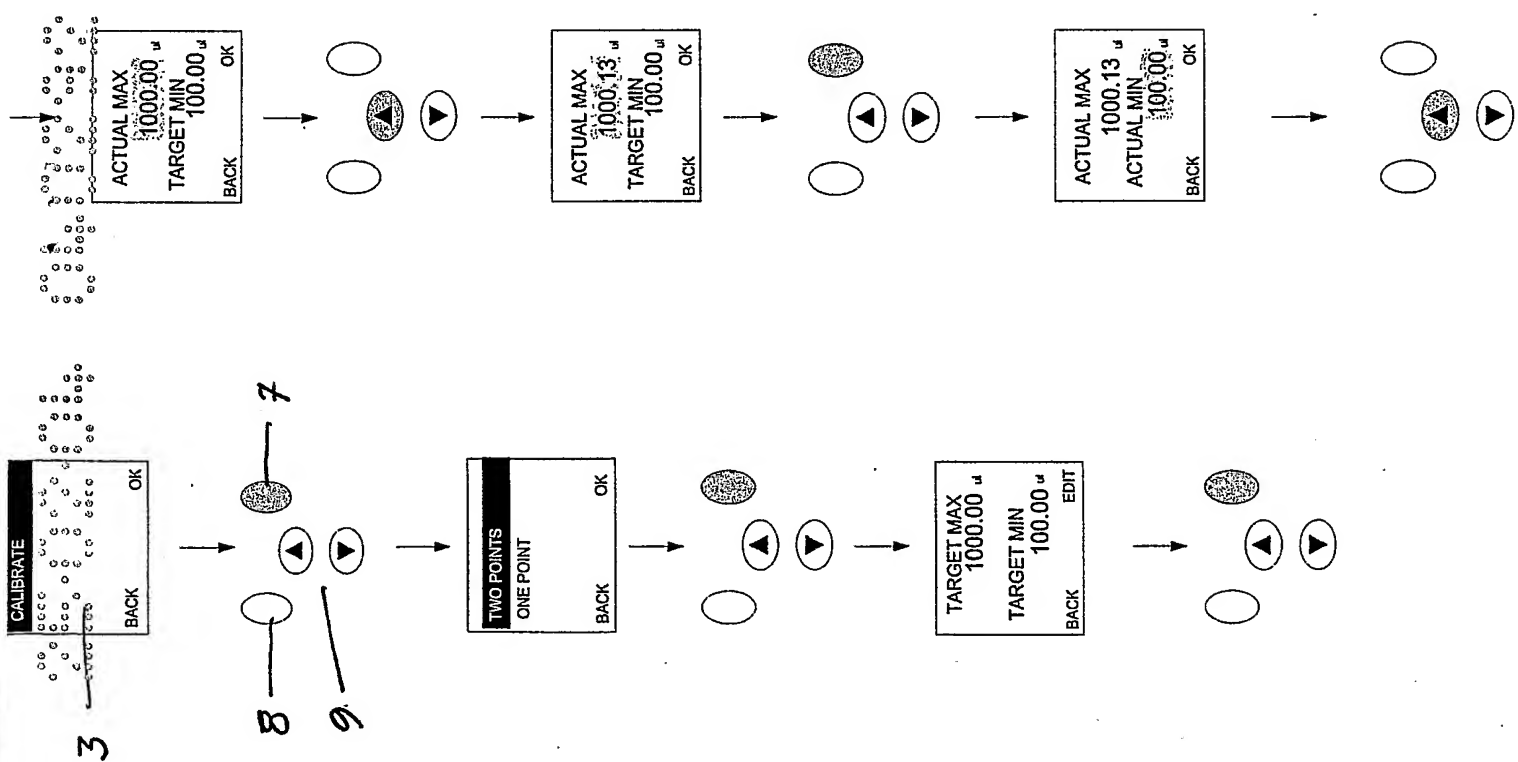 CALIBRATE
3
BACK OK
8
7
9
TWO POINTS
ONE POINT
BACK OK
TARGET MAX
1000.00 ul
TARGET MIN
100.00 ul
BACK EDIT
ACTUAL MAX
1000.00 ul
TARGET MIN
100.00 ul
BACK OK
ACTUAL MAX
1000.13 ul
TARGET MIN
100.00 ul
BACK OK
ACTUAL MAX
1000.13 ul
ACTUAL MIN
100.00 ul
BACK OK